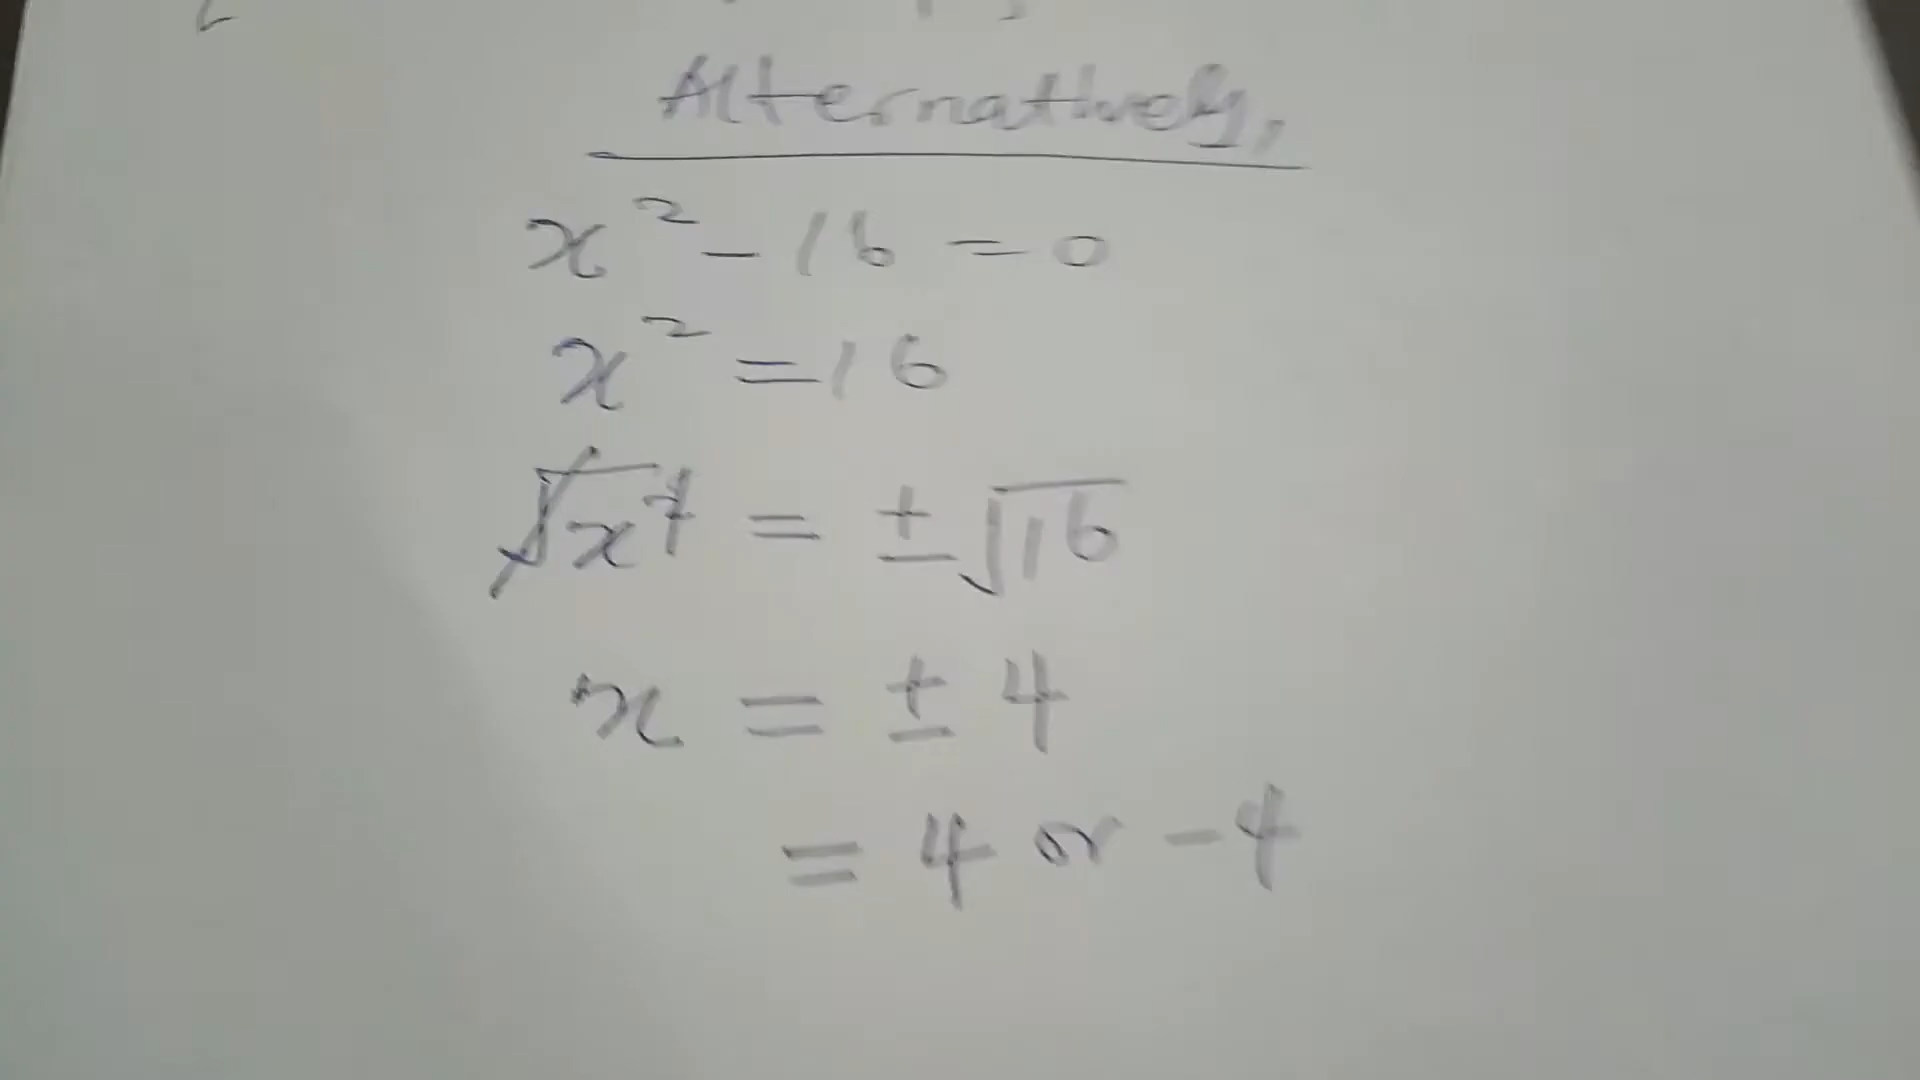 Alternatively,
x² - 16 = 0
x² = 16
√x² = ± √16
x = ± 4
= 4 or -4